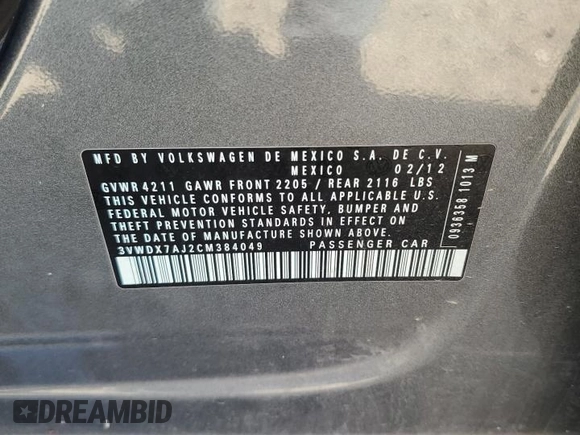 MFD BY VOLKSWAGEN DE MEXICO S.A. DE C.V.
MEXICO 02/12
GVWR 4211 GAWR FRONT 2205 / REAR 2116 LBS
THIS VEHICLE CONFORMS TO ALL APPLICABLE U.S.
FEDERAL MOTOR VEHICLE SAFETY, BUMPER AND
THEFT PREVENTION STANDARDS IN EFFECT ON
THE DATE OF MANUFACTURE SHOWN ABOVE.
3VWDX7AJ2CM384049 PASSENGER CAR
0936368 1013 M
DREAMBID